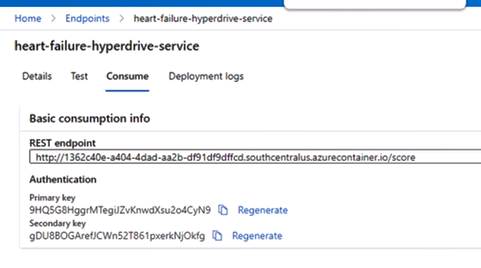 Home > Endpoints > heart-failure-hyperdrive-service
heart-failure-hyperdrive-service
Details Test Consume Deployment logs
Basic consumption info
REST endpoint
http://1362c40e-a404-4dad-aa2b-df91df9dffcd.southcentralus.azurecontainer.io/score
Authentication
Primary key
9HQ5G8HggrMTegiJZvKnwdXsu2o4CyN9 Regenerate
Secondary key
gDU8BOGArefJCWn52T861pxerkNjOkfg Regenerate